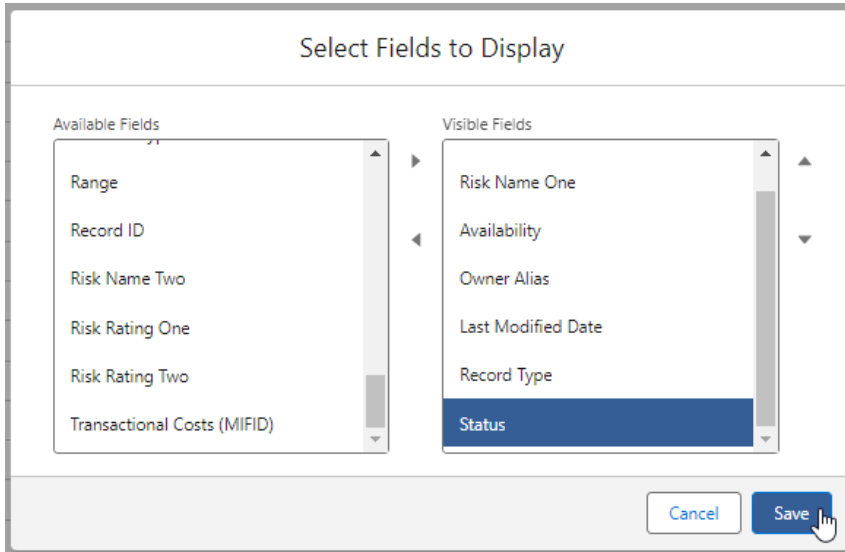 Select Fields to Display
Available Fields
Range
Record ID
Risk Name Two
Risk Rating One
Risk Rating Two
Transactional Costs (MIFID)
Visible Fields
Risk Name One
Availability
Owner Alias
Last Modified Date
Record Type
Status
Cancel
Save